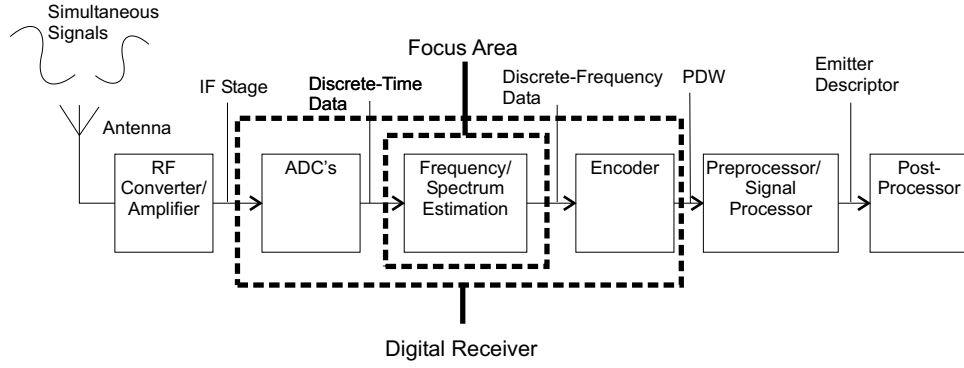 Simultaneous
Signals
Focus Area
IF Stage
Discrete-Time
Data
Discrete-Frequency
Data
PDW
Emitter
Descriptor
Antenna
RF
Converter/
Amplifier
ADC's
Frequency/
Spectrum
Estimation
Encoder
Preprocessor/
Signal
Processor
Post-
Processor
Digital Receiver